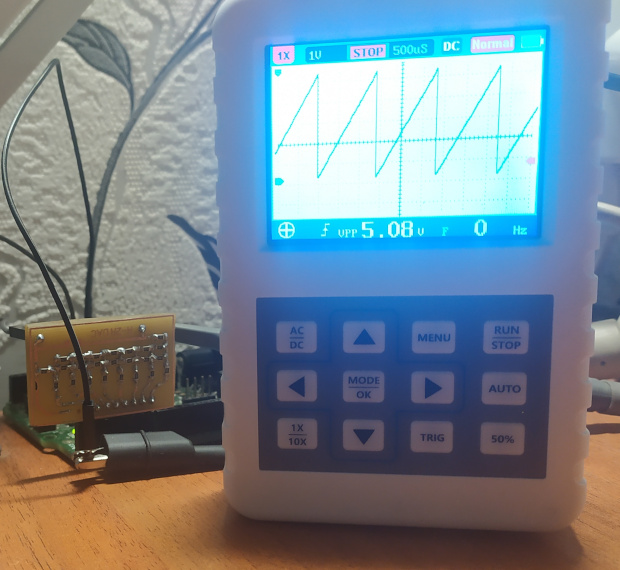 1X 1V STOP 500uS DC Normal
VPP 5.08 V F 0 Hz
AC
DC
MENU
RUN
STOP
MODE
OK
AUTO
1X
10X
TRIG
50%